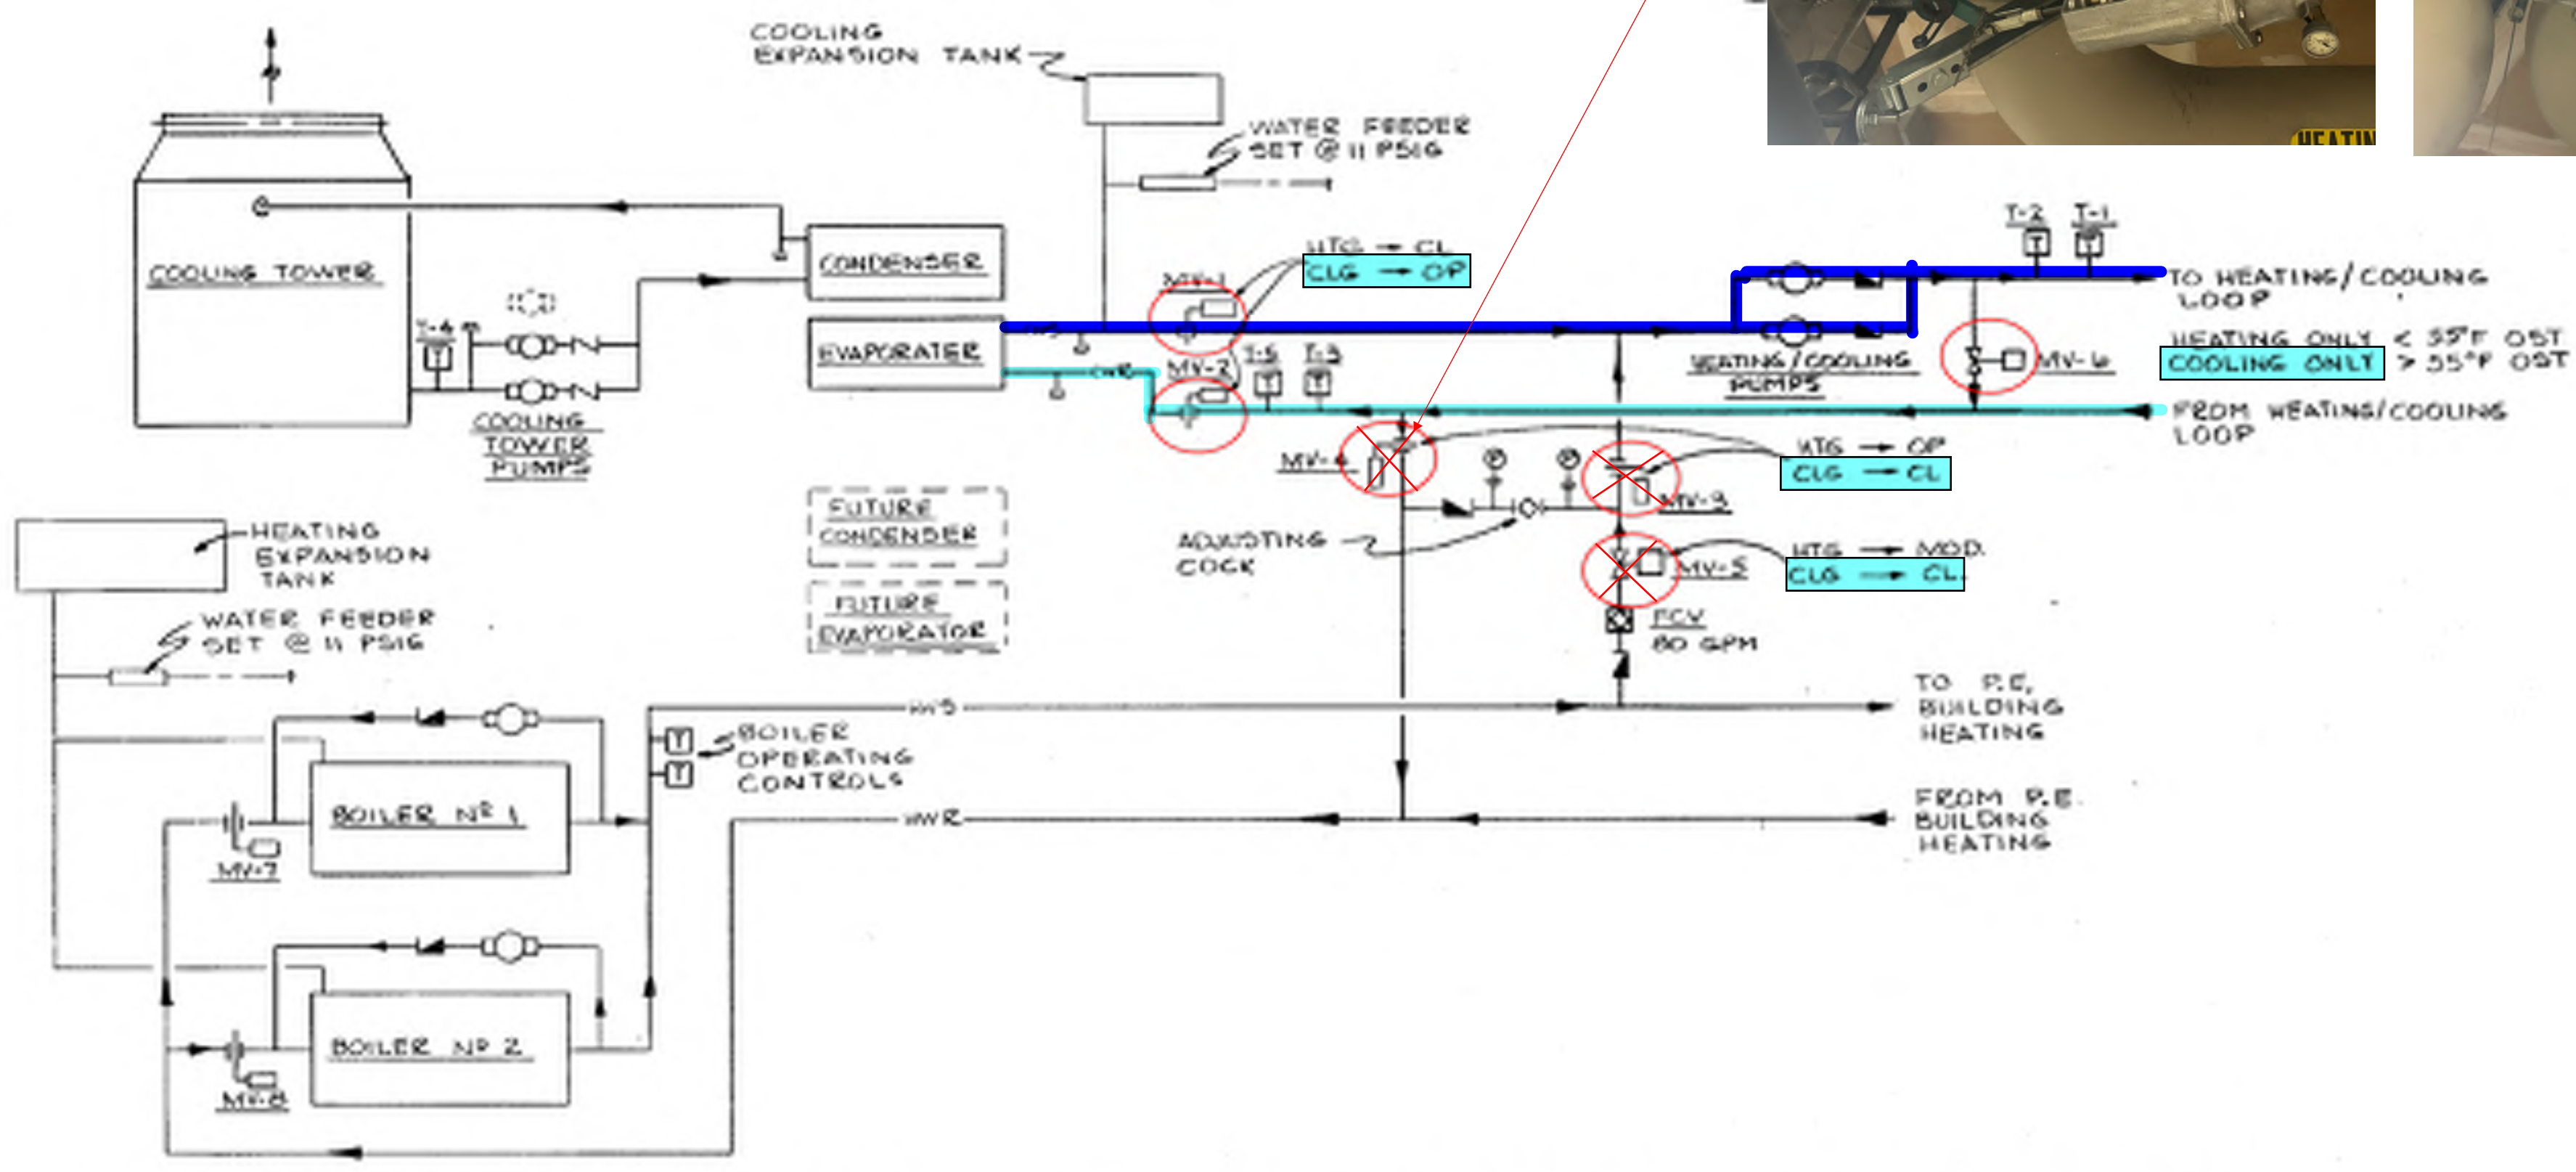 COOLING
EXPANSION TANK
WATER FEEDER
SET @ 11 PSIG
HEATIN
COOLING TOWER
T-4
COOLING
TOWER
PUMPS
CONDENSER
EVAPORATER
MV-1
HTG → CL
CLG → OP
CWR
MV-2
T-5
T-3
HEATING/COOLING
PUMPS
T-2
T-1
TO HEATING/COOLING
LOOP
HEATING ONLY < 55°F OST
COOLING ONLY > 55°F OST
MV-6
FROM HEATING/COOLING
LOOP
MV-4
HTG → OP
CLG → CL
MV-3
ADJUSTING
COCK
HTG → MOD.
CLG → CL.
MV-5
FCV
80 GPM
FUTURE
CONDENSER
FUTURE
EVAPORATOR
HEATING
EXPANSION
TANK
WATER FEEDER
SET @ 11 PSIG
HWS
TO P.E.
BUILDING
HEATING
T
T
BOILER
OPERATING
CONTROLS
BOILER Nº 1
MV-7
HWR
FROM P.E.
BUILDING
HEATING
BOILER Nº 2
MV-8